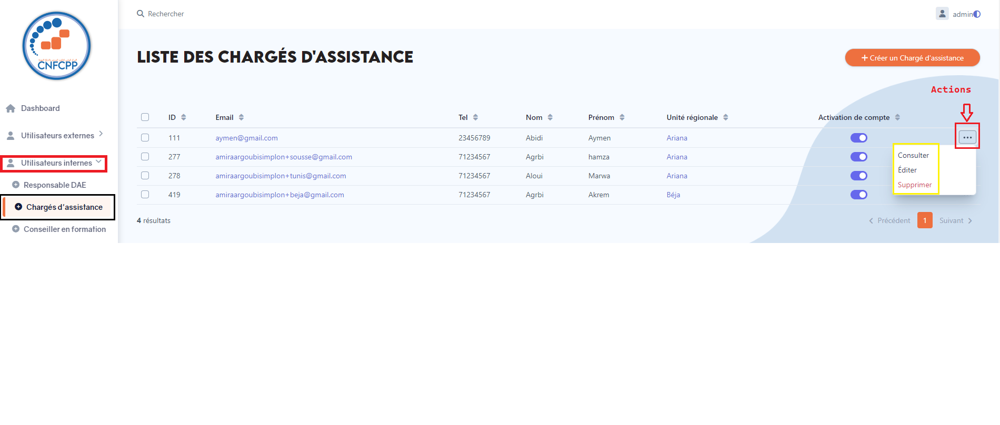 CNFCPP
Dashboard
Utilisateurs externes
Utilisateurs internes
Responsable DAE
Chargés d'assistance
Conseiller en formation
Rechercher
admin
LISTE DES CHARGÉS D'ASSISTANCE
Créer un Chargé d'assistance
Actions
ID Email Tel Nom Prénom Unité régionale Activation de compte
111 aymen@gmail.com 23456789 Abidi Aymen Ariana
277 amiraargoubisimplon+sousse@gmail.com 71234567 Agrbi hamza Ariana
278 amiraargoubisimplon+tunis@gmail.com 71234567 Aloui Marwa Ariana
419 amiraargoubisimplon+beja@gmail.com 71234567 Agrbi Akrem Béja
Consulter
Éditer
Supprimer
4 résultats
Précédent 1 Suivant